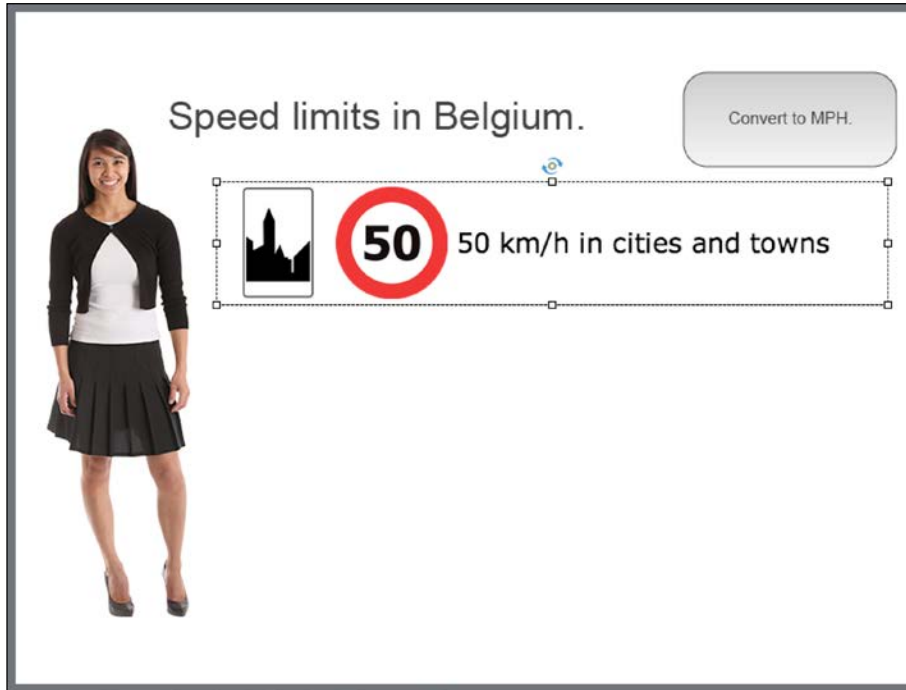 Speed limits in Belgium.
Convert to MPH.
50
50 km/h in cities and towns